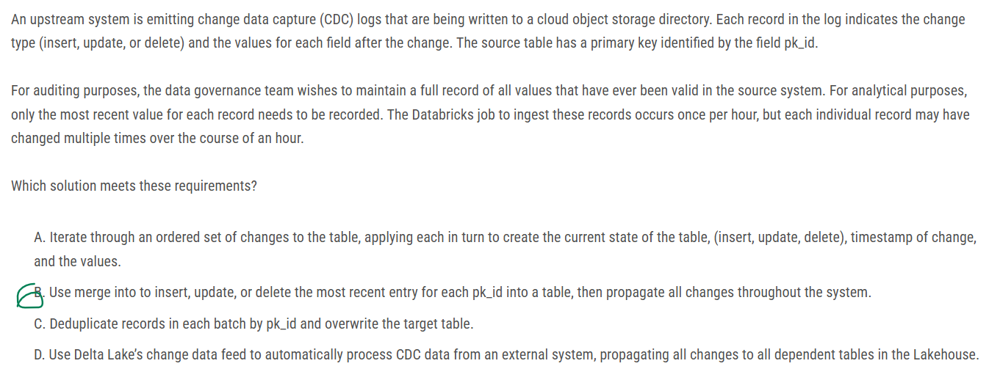 An upstream system is emitting change data capture (CDC) logs that are being written to a cloud object storage directory. Each record in the log indicates the change
type (insert, update, or delete) and the values for each field after the change. The source table has a primary key identified by the field pk_id.
For auditing purposes, the data governance team wishes to maintain a full record of all values that have ever been valid in the source system. For analytical purposes,
only the most recent value for each record needs to be recorded. The Databricks job to ingest these records occurs once per hour, but each individual record may have
changed multiple times over the course of an hour.
Which solution meets these requirements?
A. Iterate through an ordered set of changes to the table, applying each in turn to create the current state of the table, (insert, update, delete), timestamp of change,
and the values.
B. Use merge into to insert, update, or delete the most recent entry for each pk_id into a table, then propagate all changes throughout the system.
C. Deduplicate records in each batch by pk_id and overwrite the target table.
D. Use Delta Lake’s change data feed to automatically process CDC data from an external system, propagating all changes to all dependent tables in the Lakehouse.